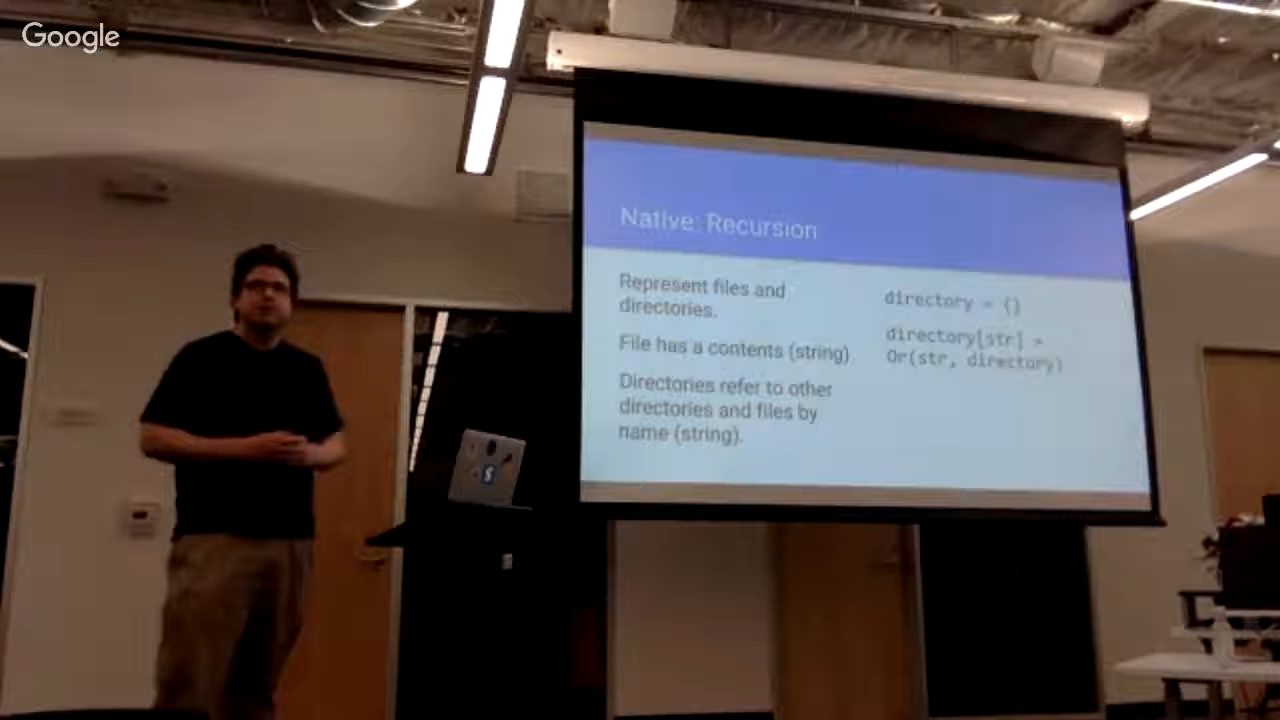 Google
Native: Recursion
Represent files and
directories.
File has a contents (string)
Directories refer to other
directories and files by
name (string).
directory = {}
directory[str] =
Or(str, directory)
S